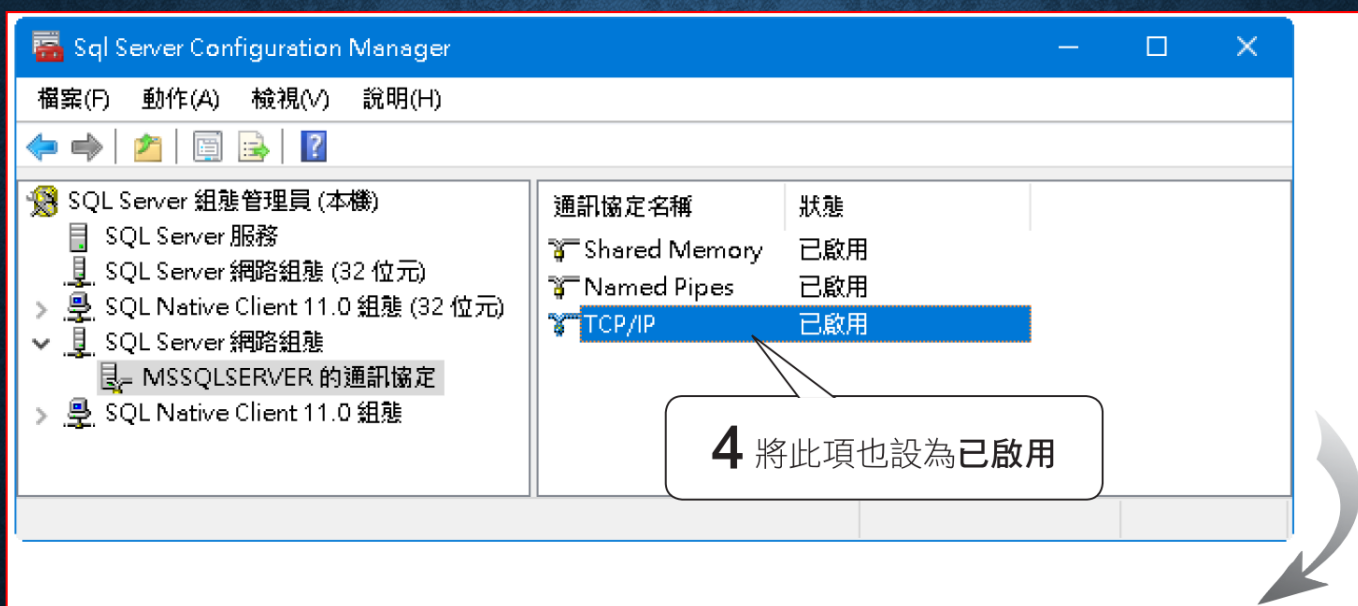 Sql Server Configuration Manager
檔案(F) 動作(A) 檢視(V) 說明(H)
SQL Server 組態管理員 (本機)
SQL Server 服務
SQL Server 網路組態 (32 位元)
SQL Native Client 11.0 組態 (32 位元)
SQL Server 網路組態
MSSQLSERVER 的通訊協定
SQL Native Client 11.0 組態
通訊協定名稱 狀態
Shared Memory 已啟用
Named Pipes 已啟用
TCP/IP 已啟用
4 將此項也設為已啟用